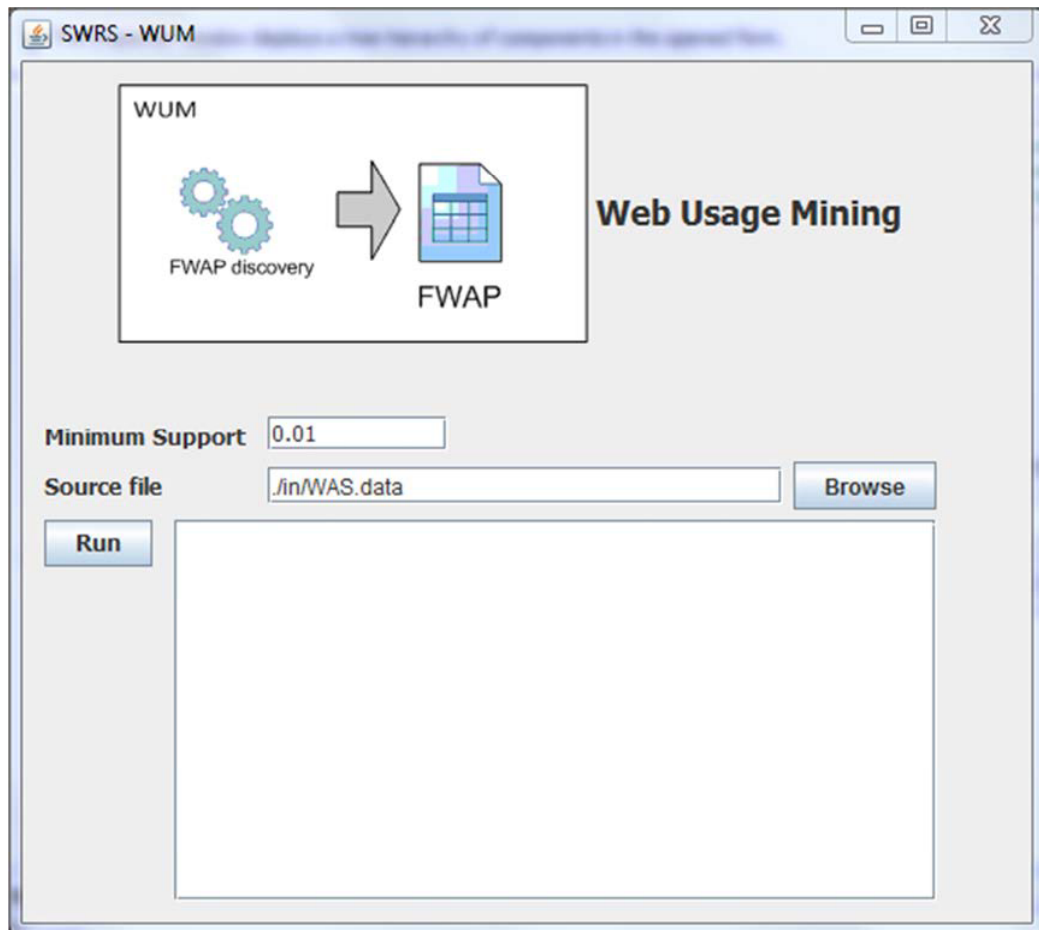 SWRS - WUM
WUM
FWAP discovery
FWAP
Web Usage Mining
Minimum Support 0.01
Source file ./in/WAS.data Browse
Run